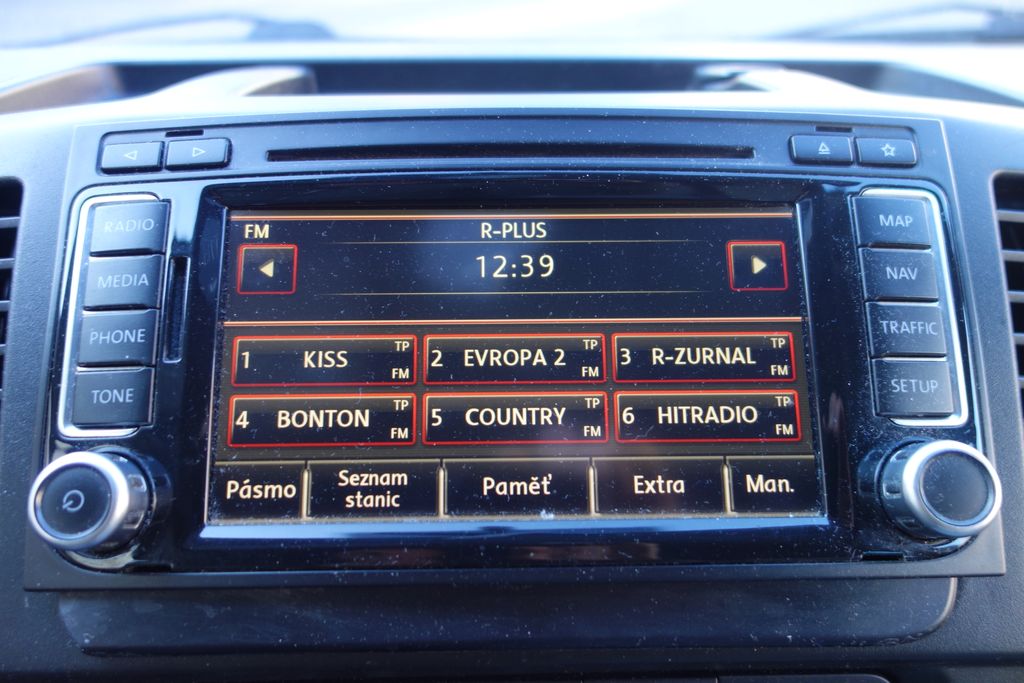 RADIO
MEDIA
PHONE
TONE
FM
R-PLUS
12:39
1 KISS TP FM
2 EVROPA 2 TP FM
3 R-ZURNAL TP FM
4 BONTON TP FM
5 COUNTRY TP FM
6 HITRADIO TP FM
Pásmo
Seznam
stanic
Paměť
Extra
Man.
MAP
NAV
TRAFFIC
SETUP